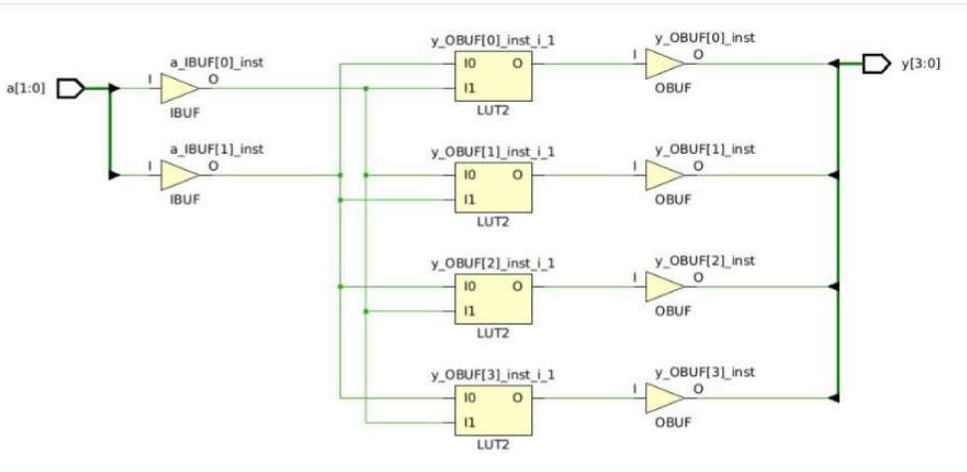 a[1:0]
a_IBUF[0]_inst
I
O
IBUF
a_IBUF[1]_inst
I
O
IBUF
y_OBUF[0]_inst_i_1
I0
O
I1
LUT2
y_OBUF[0]_inst
I
O
OBUF
y[3:0]
y_OBUF[1]_inst_i_1
I0
O
I1
LUT2
y_OBUF[1]_inst
I
O
OBUF
y_OBUF[2]_inst_i_1
I0
O
I1
LUT2
y_OBUF[2]_inst
I
O
OBUF
y_OBUF[3]_inst_i_1
I0
O
I1
LUT2
y_OBUF[3]_inst
I
O
OBUF